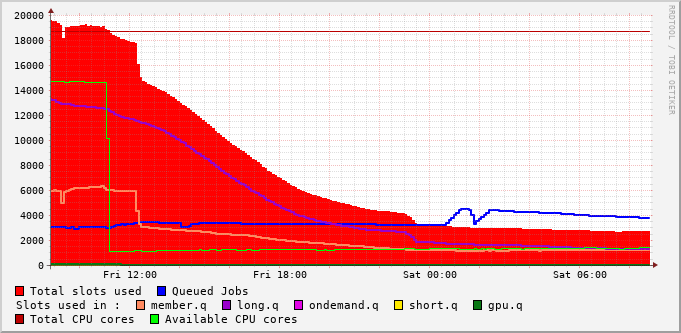 20000
18000
16000
14000
12000
10000
8000
6000
4000
2000
0
Fri 12:00 Fri 18:00 Sat 00:00 Sat 06:00
RRDTOOL / TOBI OETIKER
Total slots used Queued Jobs
Slots used in : member.q long.q ondemand.q short.q gpu.q
Total CPU cores Available CPU cores